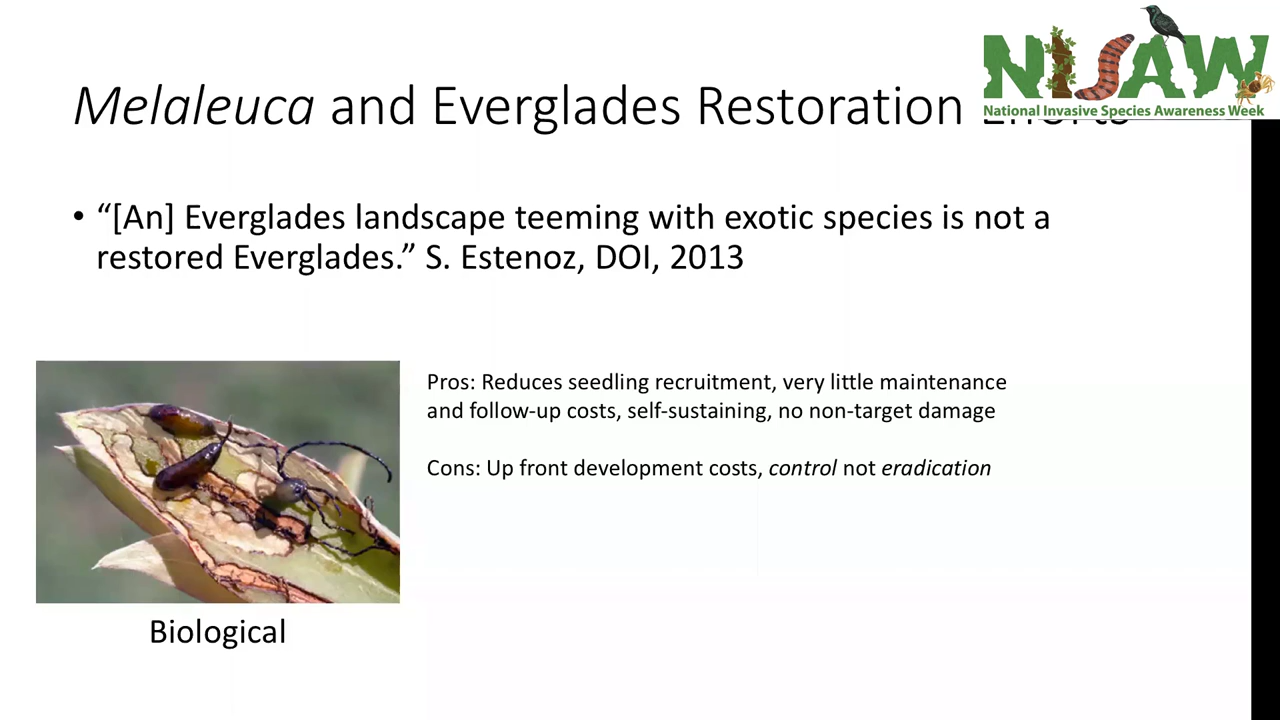 NISAW
National Invasive Species Awareness Week
Melaleuca and Everglades Restoration
• “[An] Everglades landscape teeming with exotic species is not a
restored Everglades.” S. Estenoz, DOI, 2013
Pros: Reduces seedling recruitment, very little maintenance
and follow-up costs, self-sustaining, no non-target damage
Cons: Up front development costs, control not eradication
Biological